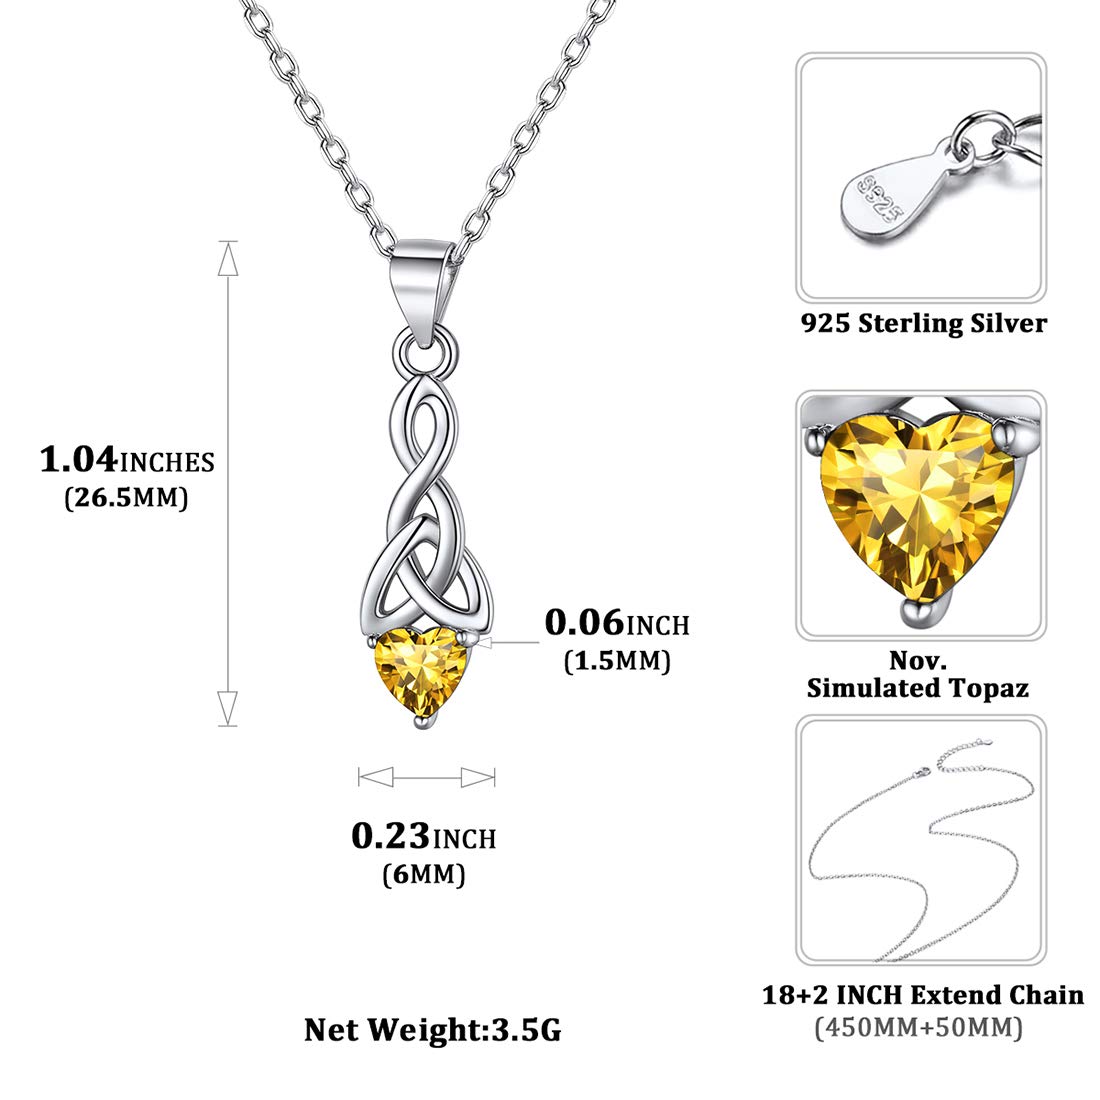 S925
925 Sterling Silver
1.04INCHES
(26.5MM)
0.06INCH
(1.5MM)
Nov.
Simulated Topaz
0.23INCH
(6MM)
18+2 INCH Extend Chain
(450MM+50MM)
Net Weight:3.5G